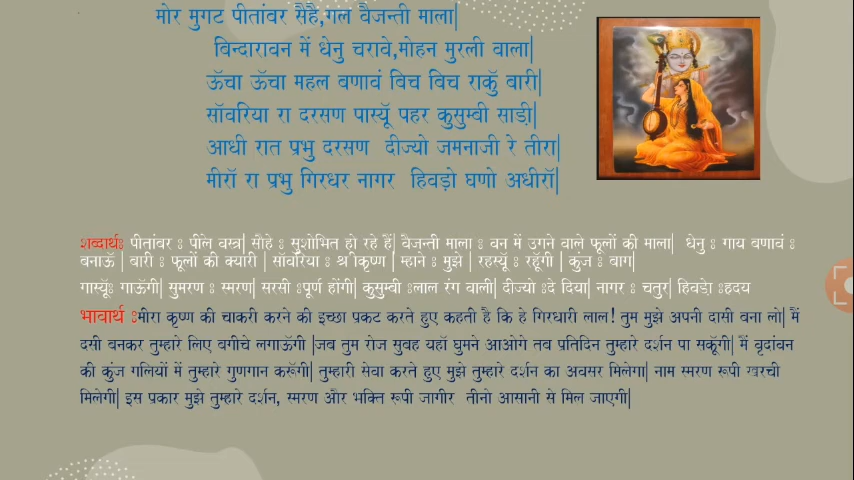 मोर मुगट पीतांबर सैहै,गल वैजन्ती माला|
बिन्दारावन में धेनु चरावे,मोहन मुरली वाला|
ऊॅचा ऊॅचा महल बणावं बिच बिच राकूॅ बारी|
सॉवरिया रा दरसण पास्यूॅ पहर कुसुम्बी साडी़|
आधी रात प्रभु दरसण दीज्यो जमनाजी रे तीरा|
मीरॉ रा प्रभु गिरधर नागर हिवड़ो घणो अधीरॉ|
शब्दार्थः पीतांबर ः पीले वस्त्र| सौहे ः सुशोभित हो रहे हैं| वैजन्ती माला ः वन में उगने वाले फूलों की माला| धेनु ः गाय बणावं ः
बनाऊॅ | बारी ः फूलों की क्यारी | सॉवरिया ः श्रीकृष्ण | म्हाने ः मुझे | रहस्यूॅ ः रहूॅगी | कुंज ः बाग|
गास्यूॅः गाऊॅगी| सुमरण ः स्मरण| सरसी ःपूर्ण होंगी| कुसुम्बी ःलाल रंग वाली| दीज्यो ःदे दिया| नागर ः चतुर| हिवडो़ ःहृदय
भावार्थ ःमीरा कृष्ण की चाकरी करने की इच्छा प्रकट करते हुए कहती है कि हे गिरधारी लाल! तुम मुझे अपनी दासी बना लो| मैं
दसी बनकर तुम्हारे लिए बगीचे लगाऊॅगी |जब तुम रोज सुबह यहॉ घुमने आओगे तब प्रतिदिन तुम्हारे दर्शन पा सकूॅगी| मैं बृदांबन
की कुंज गलियों में तुम्हारे गुणगान करूॅगी| तुम्हारी सेवा करते हुए मुझे तुम्हारे दर्शन का अवसर मिलेगा| नाम स्मरण रूपी खरची
मिलेगी| इस प्रकार मुझे तुम्हारे दर्शन, स्मरण और भक्ति रूपी जागीर तीनो आसानी से मिल जाएगी|